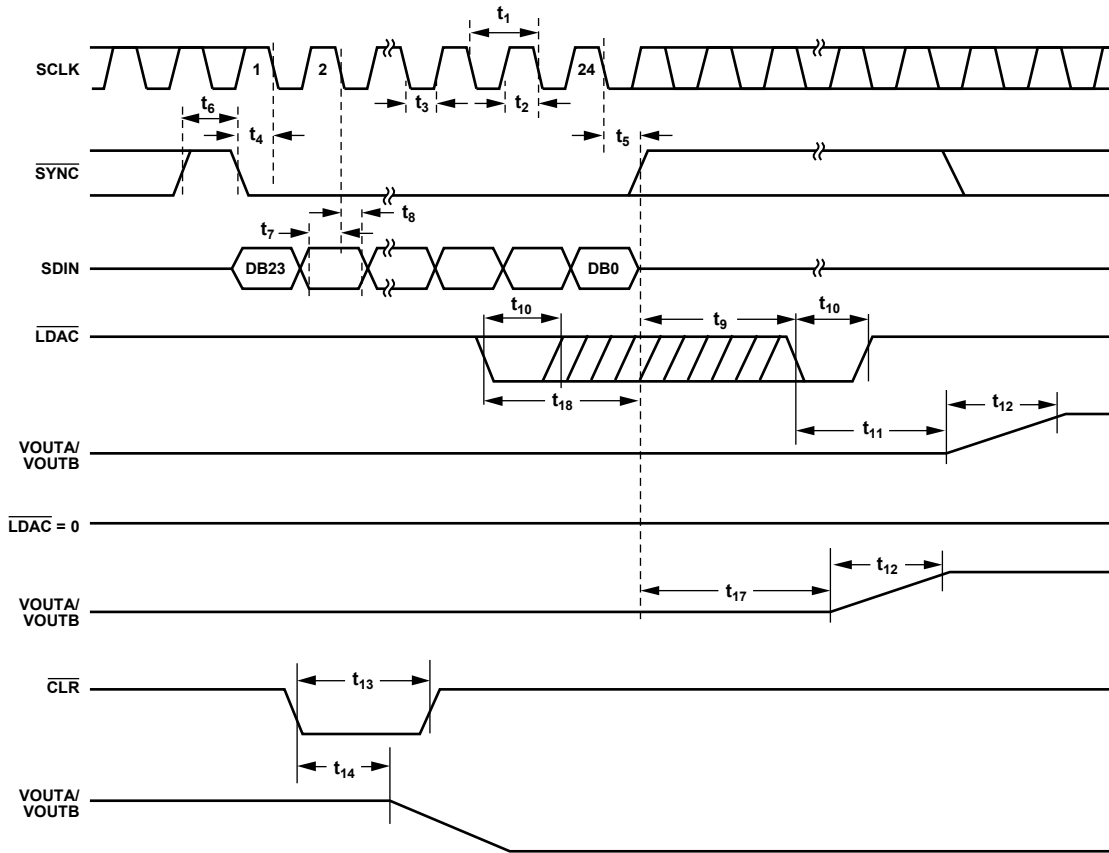 t1
SCLK
1
2
24
t3
t2
t6
t4
t5
SYNC
t7
t8
SDIN
DB23
DB0
t10
t9
t10
LDAC
t18
t11
t12
VOUTA/
VOUTB
LDAC = 0
t12
VOUTA/
VOUTB
t17
CLR
t13
t14
VOUTA/
VOUTB